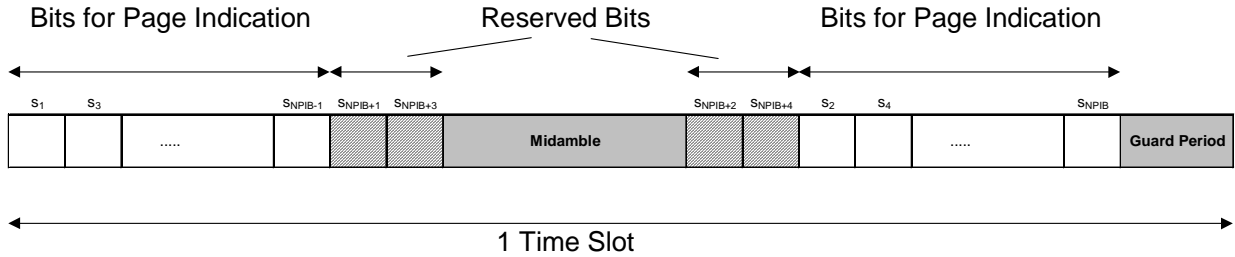 Bits for Page Indication Reserved Bits Bits for Page Indication
s1 s3 sNPIB-1 sNPIB+1 sNPIB+3 sNPIB+2 sNPIB+4 s2 s4 sNPIB
..... Midamble ..... Guard Period
1 Time Slot